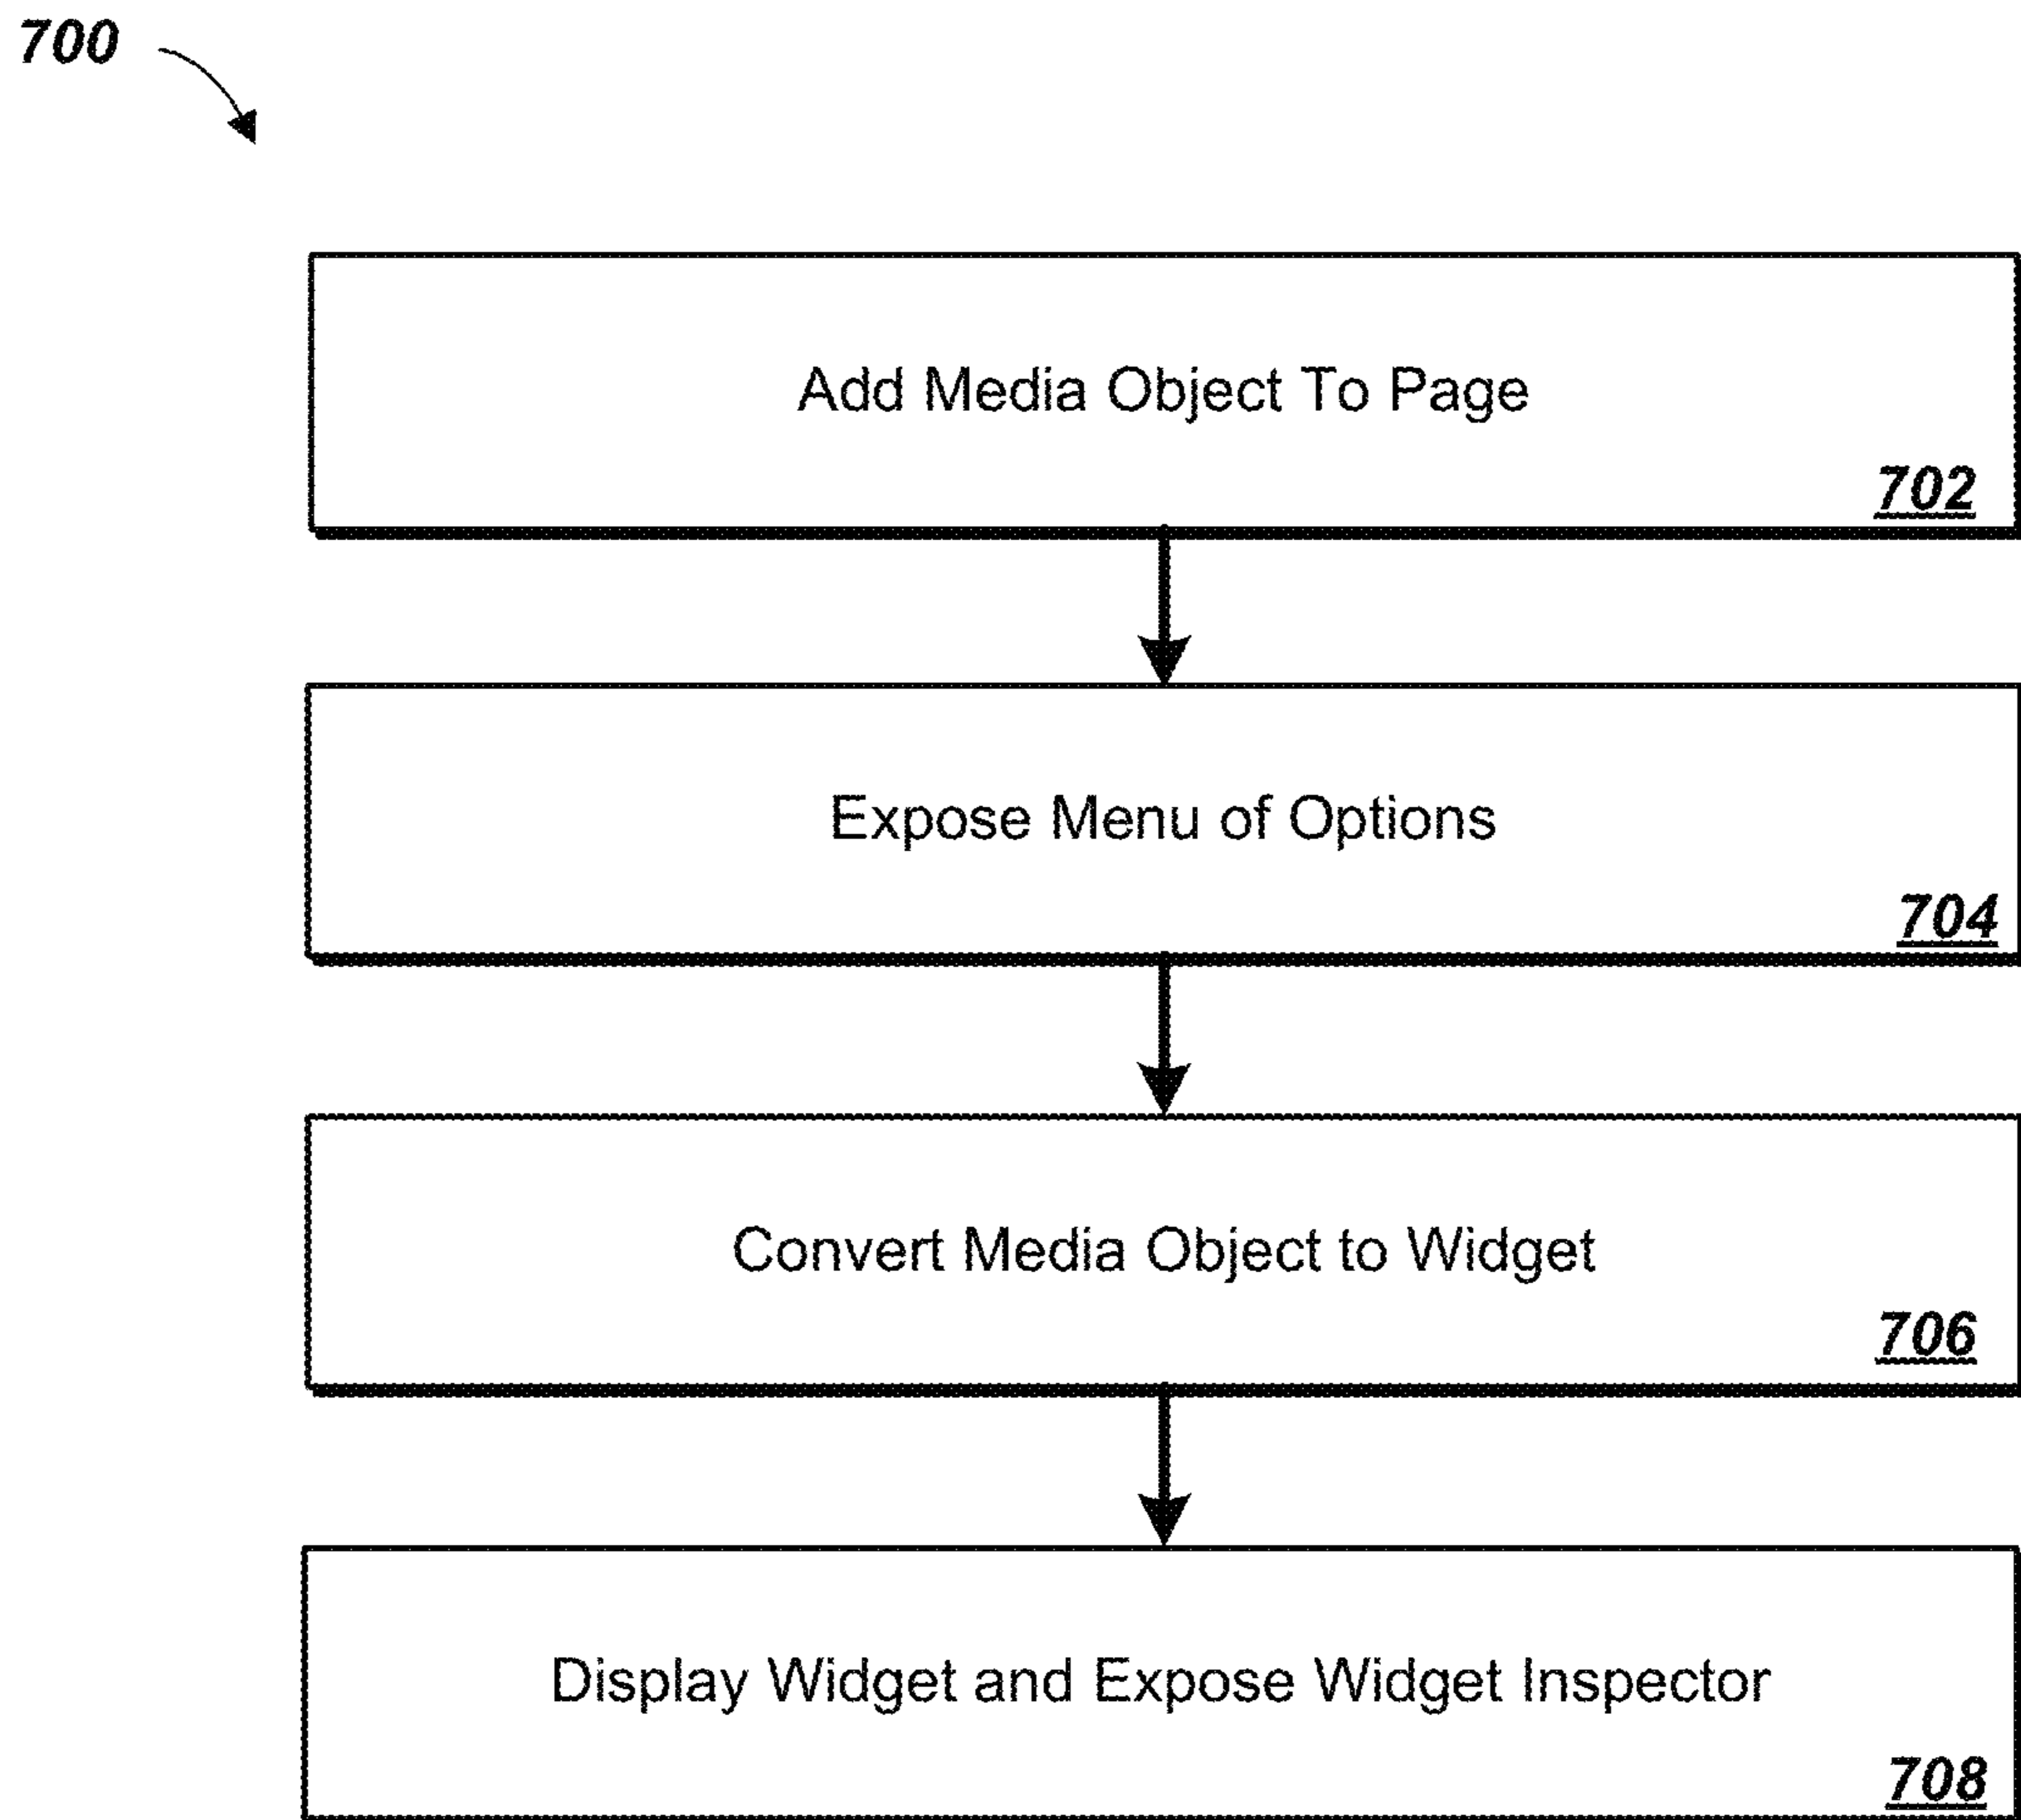 700
Add Media Object To Page
702
Expose Menu of Options
704
Convert Media Object to Widget
706
Display Widget and Expose Widget Inspector
708